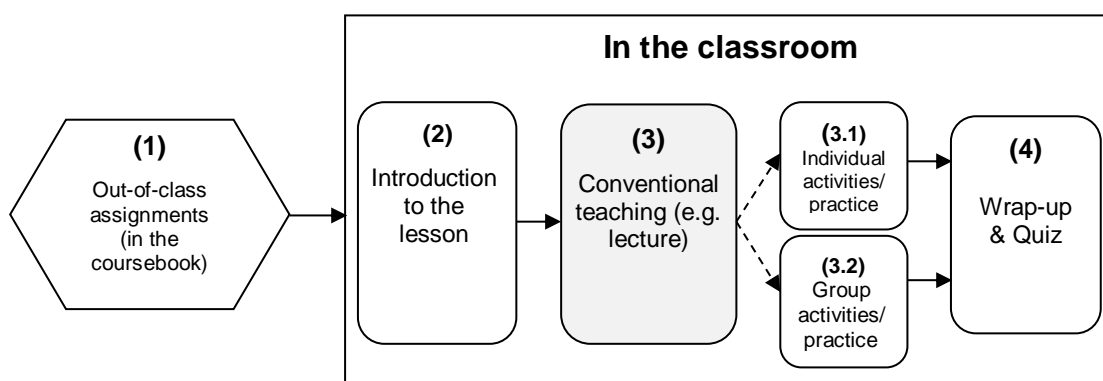 In the classroom
(1)
Out-of-class
assignments
(in the
coursebook)
(2)
Introduction
to the
lesson
(3)
Conventional
teaching (e.g.
lecture)
(3.1)
Individual
activities/
practice
(3.2)
Group
activities/
practice
(4)
Wrap-up
& Quiz